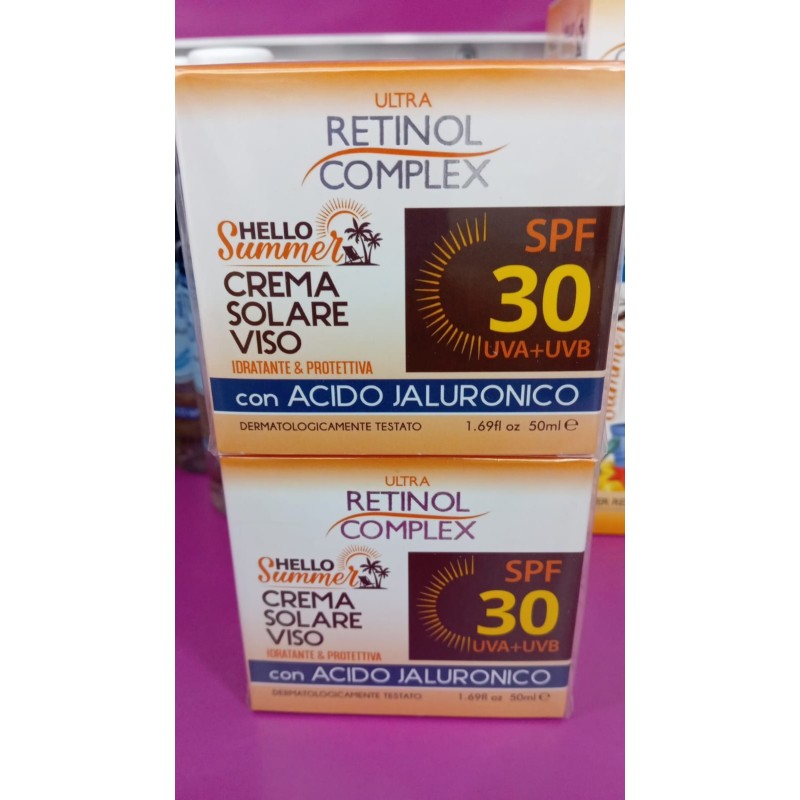 ULTRA
RETINOL
COMPLEX
HELLO
Summer
CREMA
SOLARE
VISO
IDRATANTE & PROTETTIVA
SPF
30
UVA+UVB
con ACIDO JALURONICO
DERMATOLOGICAMENTE TESTATO 1.69fl oz 50ml ℮
ULTRA
RETINOL
COMPLEX
HELLO
Summer
CREMA
SOLARE
VISO
IDRATANTE & PROTETTIVA
SPF
30
UVA+UVB
con ACIDO JALURONICO
DERMATOLOGICAMENTE TESTATO 1.69fl oz 50ml ℮